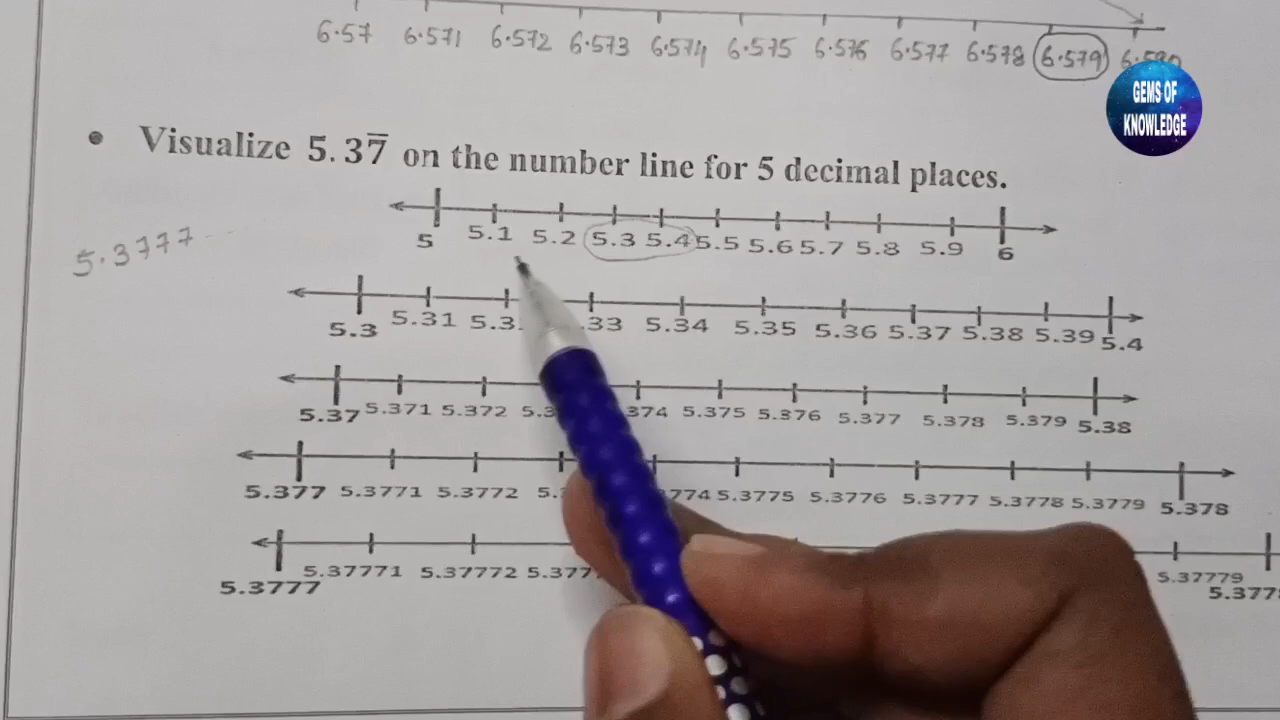 6.57 6.571 6.572 6.573 6.574 6.575 6.576 6.577 6.578 6.579
GEMS OF
KNOWLEDGE
• Visualize 5.37̅ on the number line for 5 decimal places.
5.3777
5 5.1 5.2 5.3 5.4 5.5 5.6 5.7 5.8 5.9 6
5.3 5.31 5.34 5.35 5.36 5.37 5.38 5.39 5.4
5.37 5.371 5.372 5.375 5.376 5.377 5.378 5.379 5.38
5.377 5.3771 5.3772 5.3775 5.3776 5.3777 5.3778 5.3779 5.378
5.3777 5.37771 5.37772 5.37779